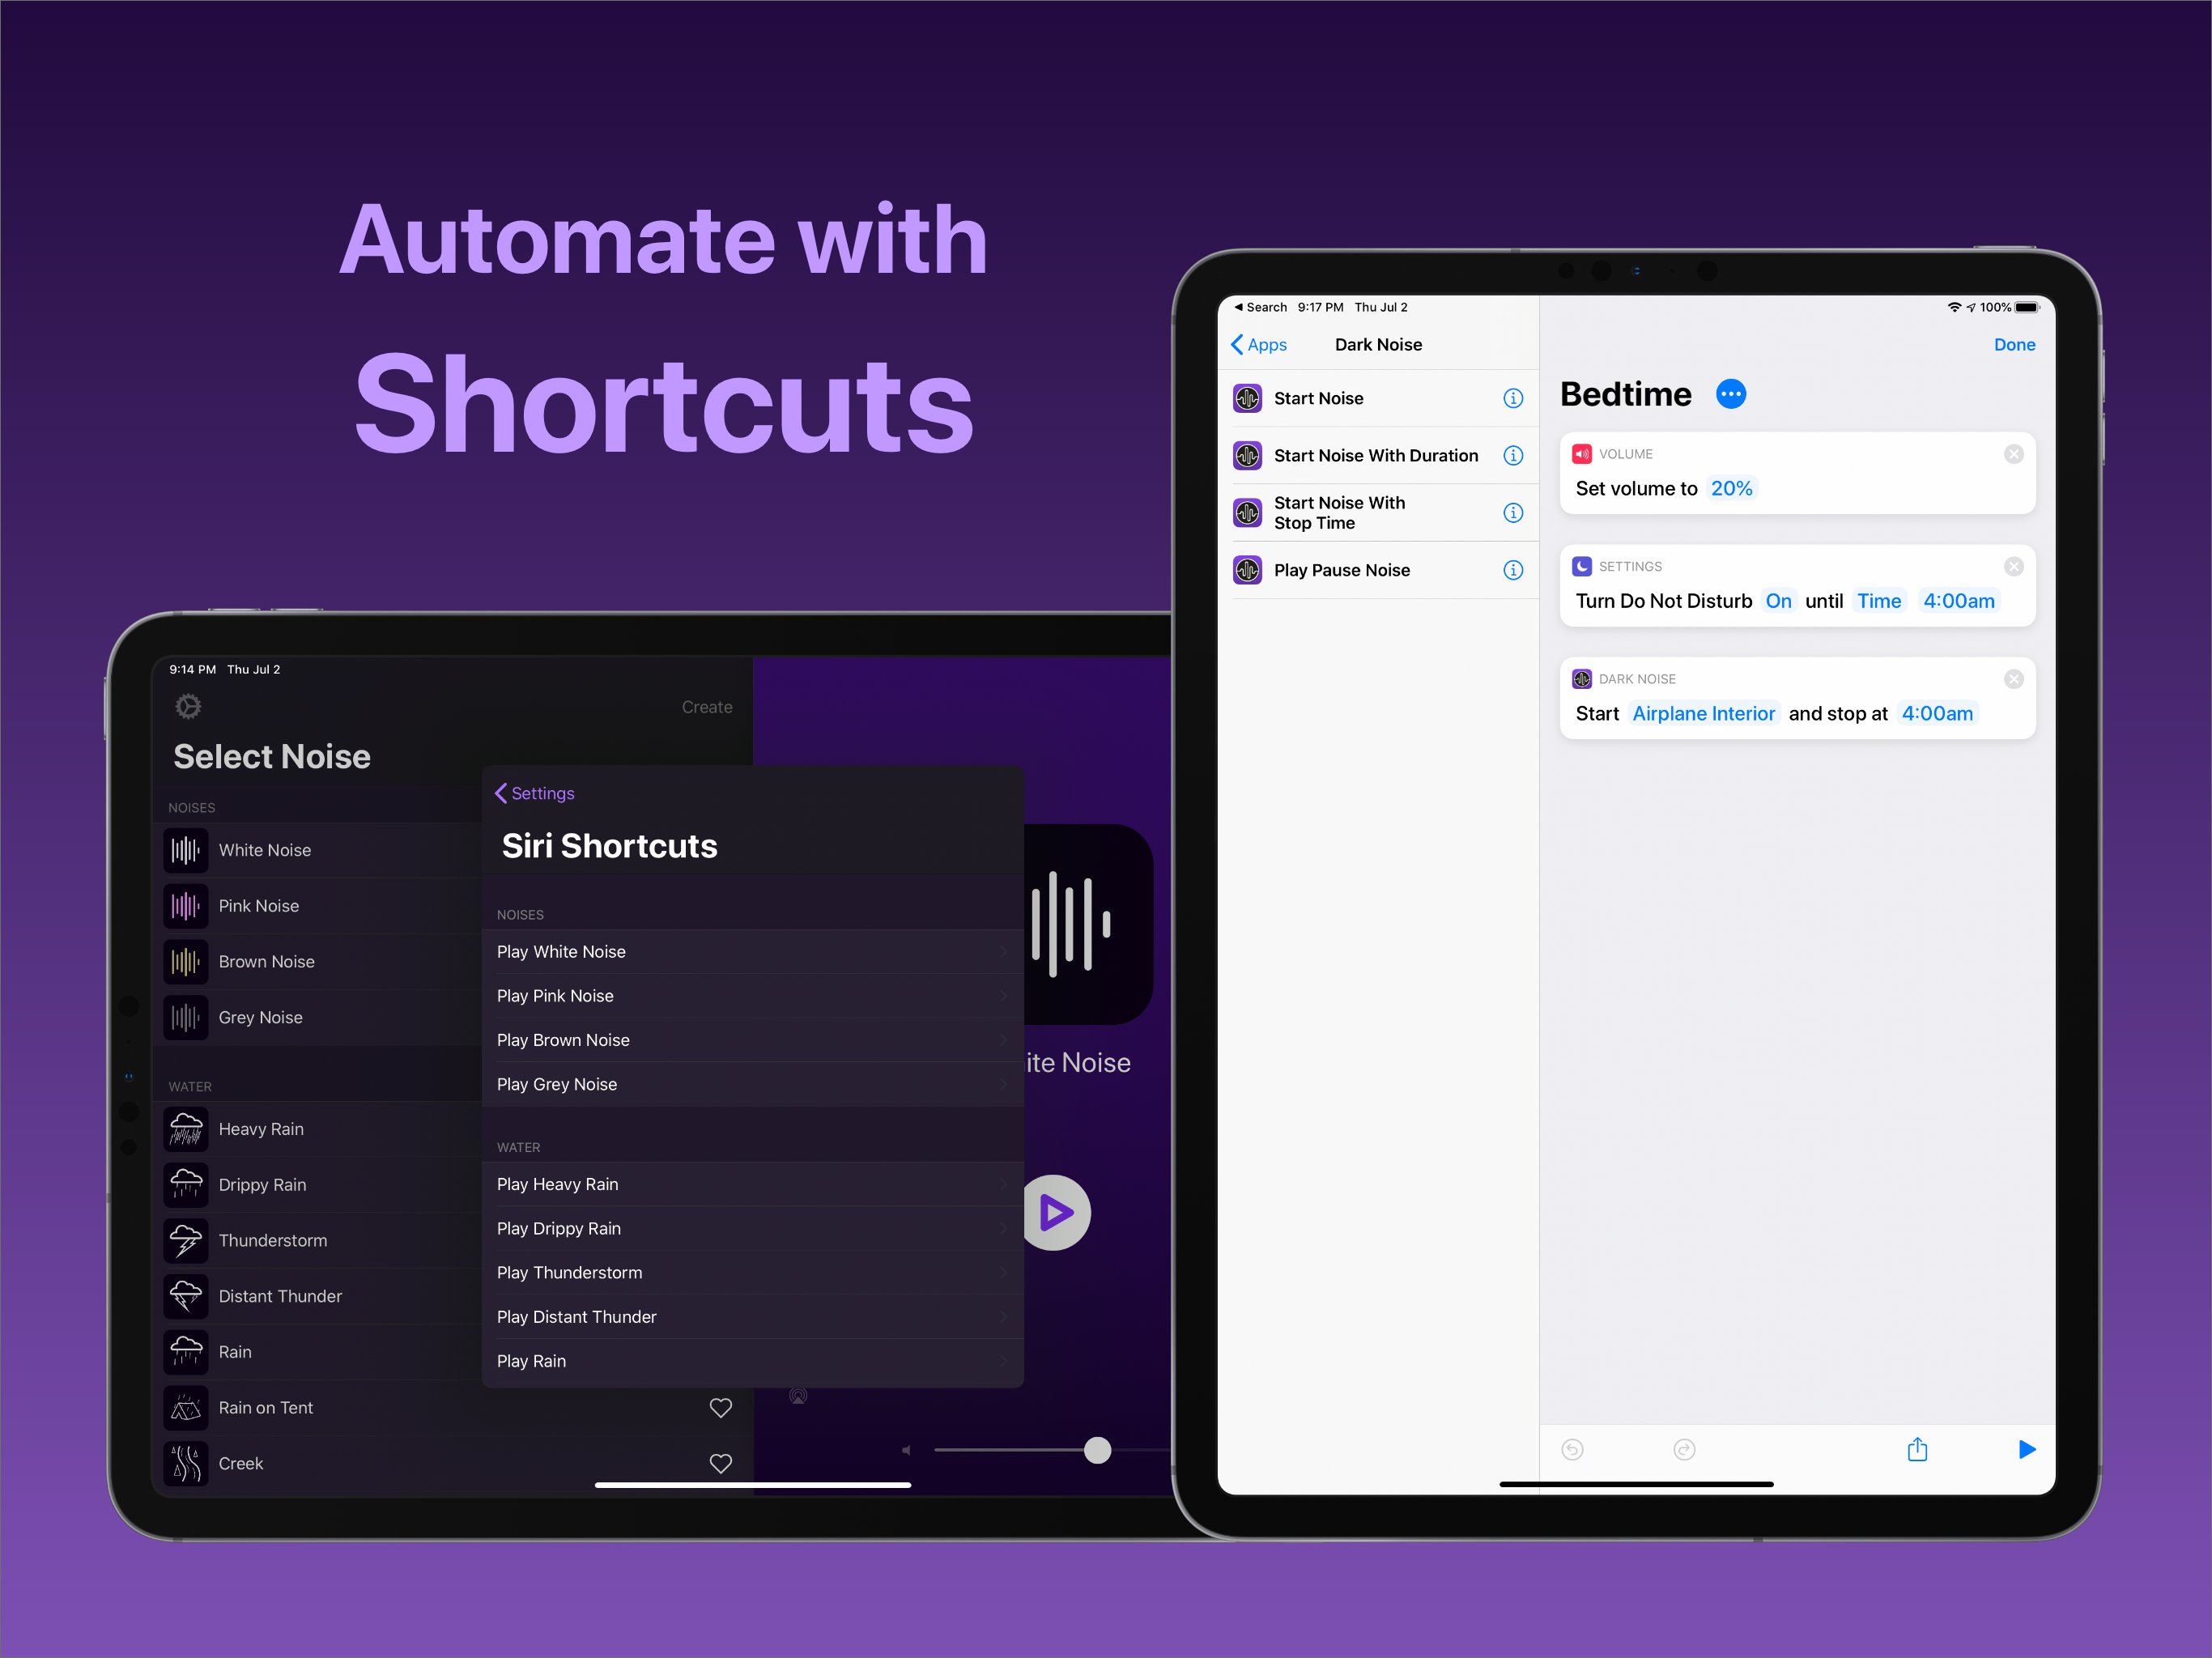 Automate with
Shortcuts
9:14 PM Thu Jul 2
Create
Select Noise
NOISES
White Noise
Pink Noise
Brown Noise
Grey Noise
WATER
Heavy Rain
Drippy Rain
Thunderstorm
Distant Thunder
Rain
Rain on Tent
Creek
Settings
Siri Shortcuts
NOISES
Play White Noise
Play Pink Noise
Play Brown Noise
Play Grey Noise
WATER
Play Heavy Rain
Play Drippy Rain
Play Thunderstorm
Play Distant Thunder
Play Rain
ite Noise
Search 9:17 PM Thu Jul 2
100%
Apps
Dark Noise
Start Noise
Start Noise With Duration
Start Noise With
Stop Time
Play Pause Noise
Done
Bedtime
VOLUME
Set volume to 20%
SETTINGS
Turn Do Not Disturb On until Time 4:00am
DARK NOISE
Start Airplane Interior and stop at 4:00am